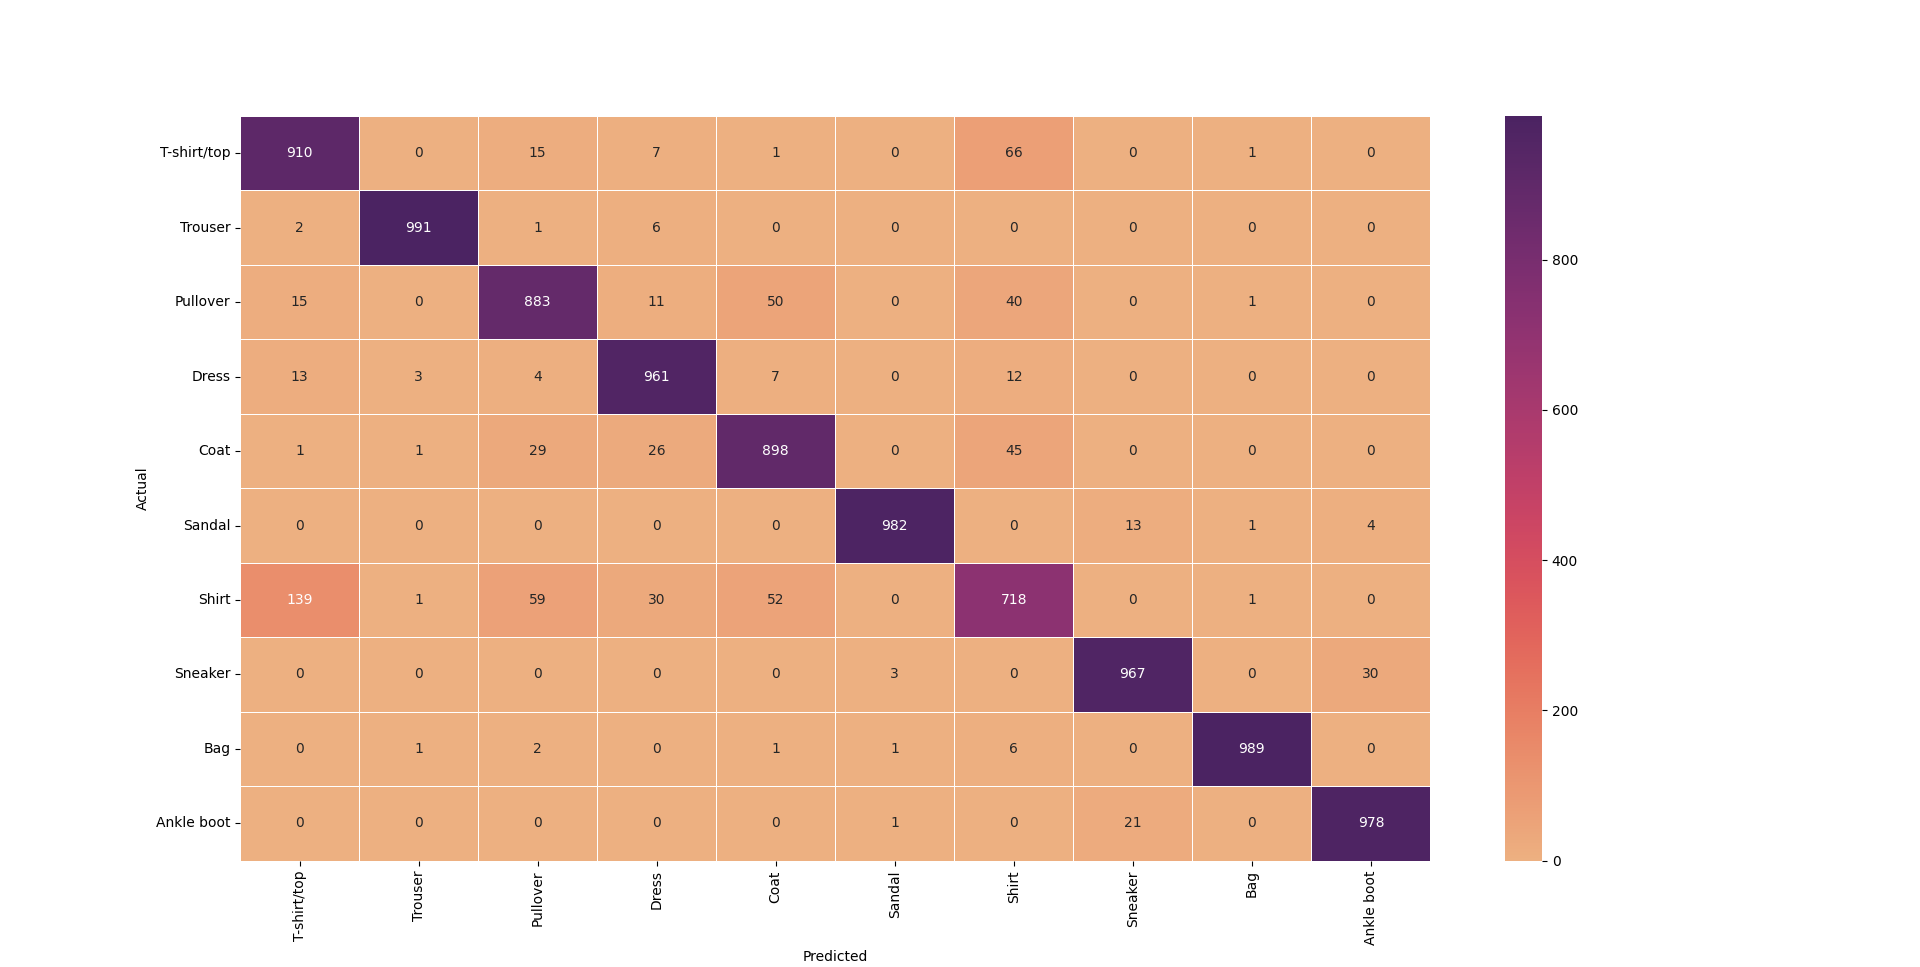 T-shirt/top 910 0 15 7 1 0 66 0 1 0
Trouser 2 991 1 6 0 0 0 0 0 0
Pullover 15 0 883 11 50 0 40 0 1 0
Dress 13 3 4 961 7 0 12 0 0 0
Coat 1 1 29 26 898 0 45 0 0 0
Sandal 0 0 0 0 0 982 0 13 1 4
Shirt 139 1 59 30 52 0 718 0 1 0
Sneaker 0 0 0 0 0 3 0 967 0 30
Bag 0 1 2 0 1 1 6 0 989 0
Ankle boot 0 0 0 0 0 1 0 21 0 978
Actual
T-shirt/top
Trouser
Pullover
Dress
Coat
Sandal
Shirt
Sneaker
Bag
Ankle boot
Predicted
800
600
400
200
0